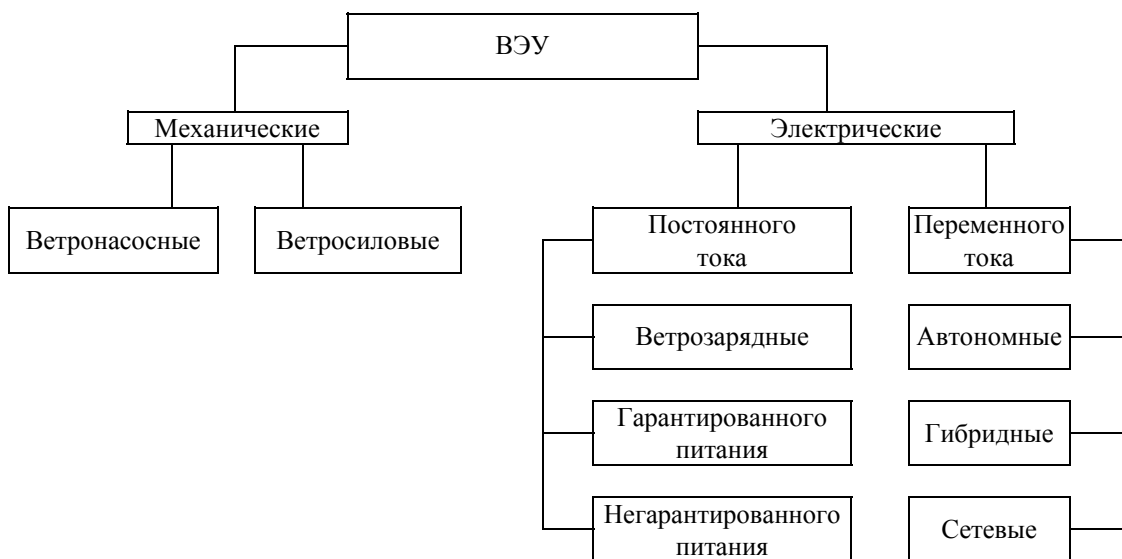 ВЭУ
Механические
Электрические
Ветронасосные
Ветросиловые
Постоянного
тока
Переменного
тока
Ветрозарядные
Автономные
Гарантированного
питания
Гибридные
Негарантированного
питания
Сетевые